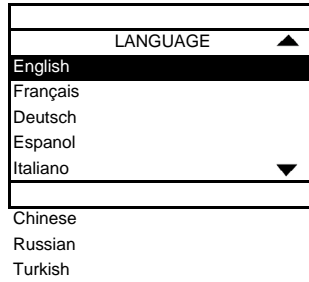 LANGUAGE
English
Français
Deutsch
Espanol
Italiano
Chinese
Russian
Turkish